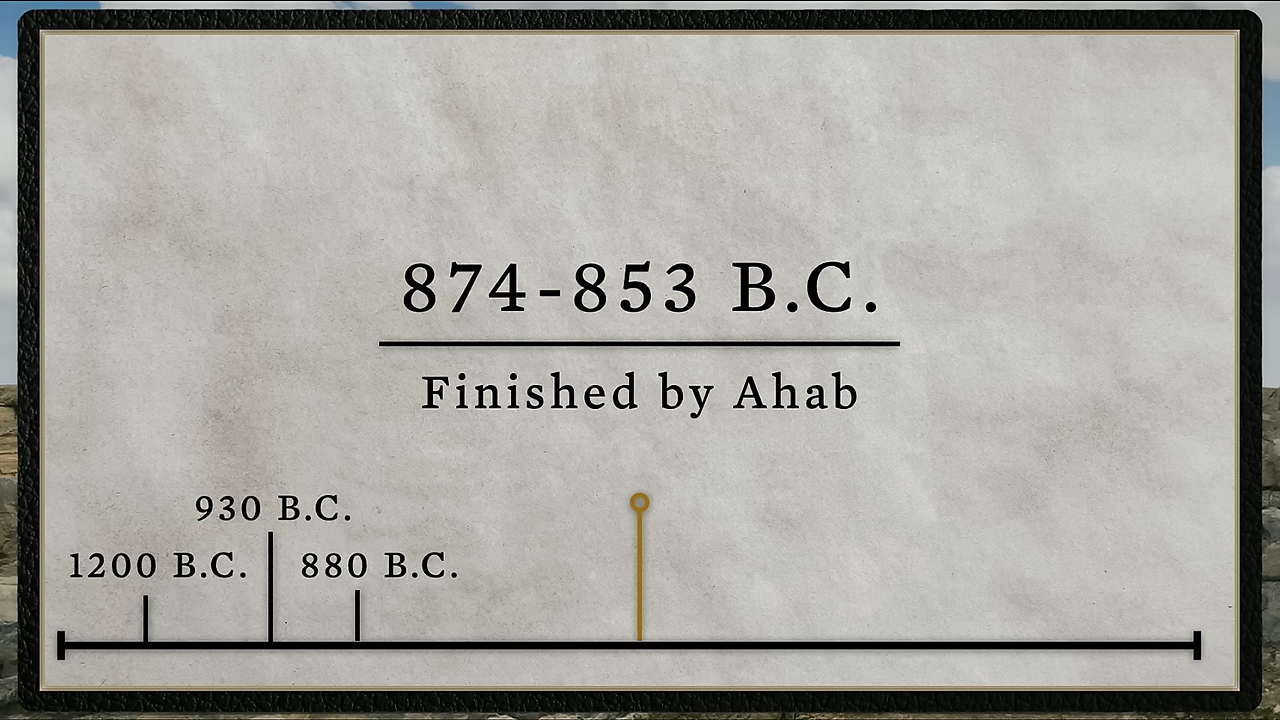 874-853 B.C.
Finished by Ahab
930 B.C.
1200 B.C.
880 B.C.